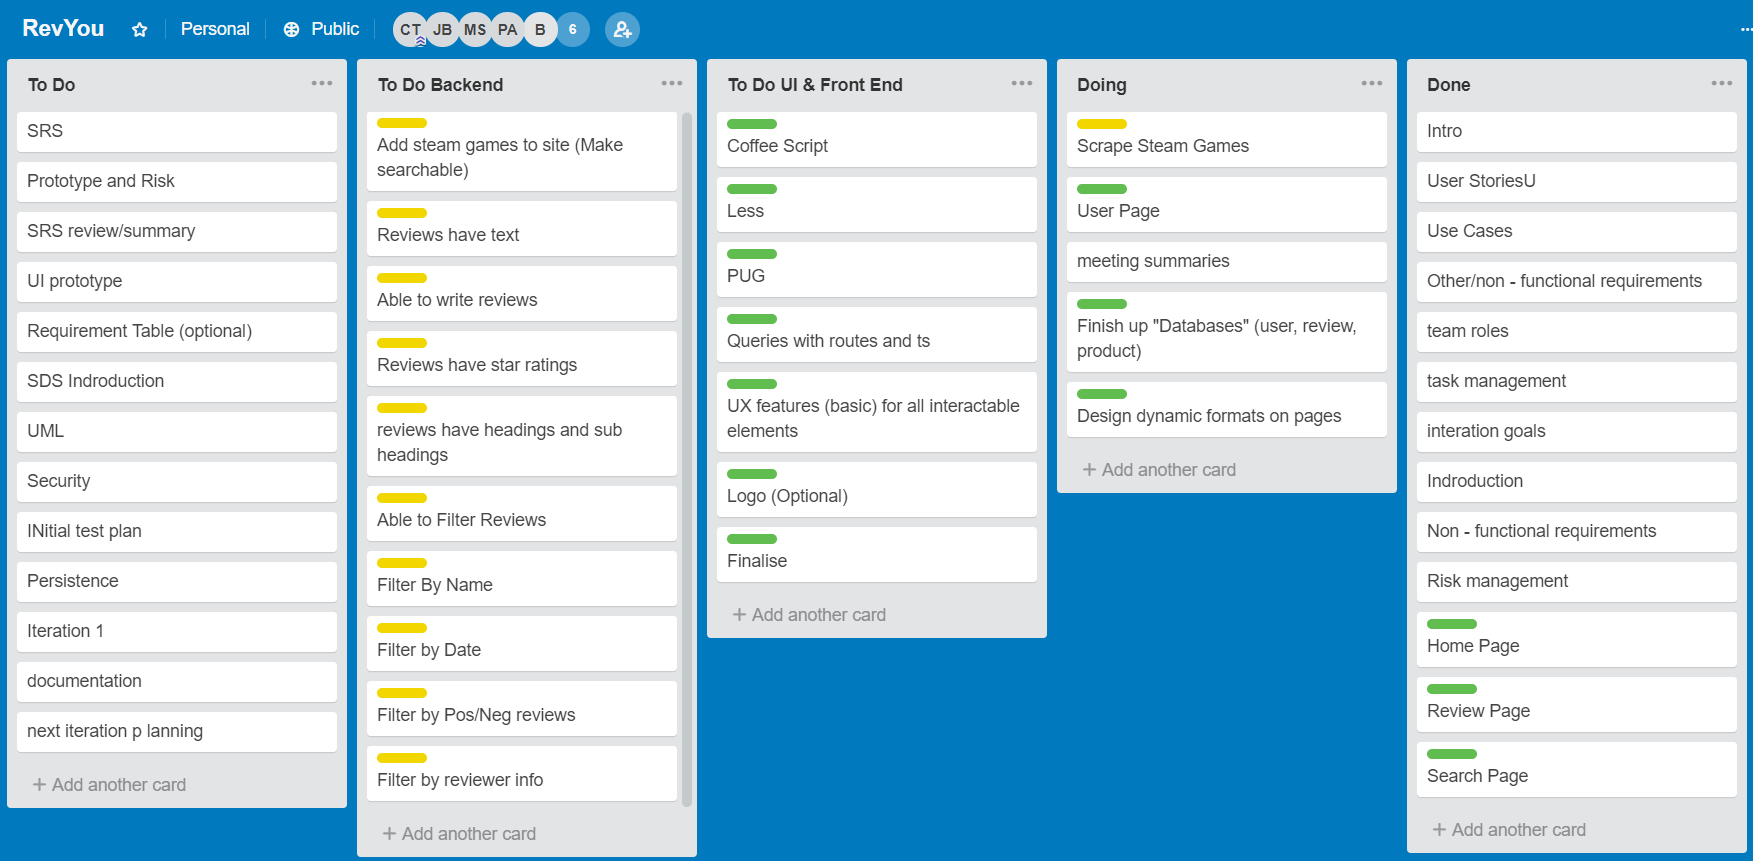 RevYou
Personal
Public
CT
JB
MS
PA
B
6
To Do
SRS
Prototype and Risk
SRS review/summary
UI prototype
Requirement Table (optional)
SDS Indroduction
UML
Security
INitial test plan
Persistence
Iteration 1
documentation
next iteration p lanning
+ Add another card
To Do Backend
Add steam games to site (Make
searchable)
Reviews have text
Able to write reviews
Reviews have star ratings
reviews have headings and sub
headings
Able to Filter Reviews
Filter By Name
Filter by Date
Filter by Pos/Neg reviews
Filter by reviewer info
+ Add another card
To Do UI & Front End
Coffee Script
Less
PUG
Queries with routes and ts
UX features (basic) for all interactable
elements
Logo (Optional)
Finalise
+ Add another card
Doing
Scrape Steam Games
User Page
meeting summaries
Finish up "Databases" (user, review,
product)
Design dynamic formats on pages
+ Add another card
Done
Intro
User StoriesU
Use Cases
Other/non - functional requirements
team roles
task management
interation goals
Indroduction
Non - functional requirements
Risk management
Home Page
Review Page
Search Page
+ Add another card